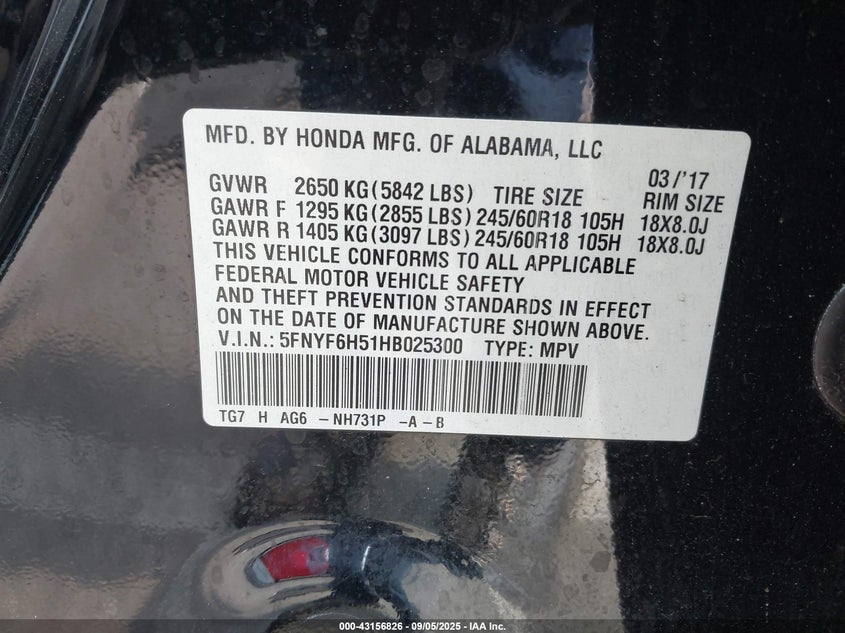 MFD. BY HONDA MFG. OF ALABAMA, LLC
03/'17
GVWR 2650 KG(5842 LBS) TIRE SIZE RIM SIZE
GAWR F 1295 KG(2855 LBS) 245/60R18 105H 18X8.0J
GAWR R 1405 KG(3097 LBS) 245/60R18 105H 18X8.0J
THIS VEHICLE CONFORMS TO ALL APPLICABLE
FEDERAL MOTOR VEHICLE SAFETY
AND THEFT PREVENTION STANDARDS IN EFFECT
ON THE DATE OF MANUFACTURE SHOWN ABOVE.
V.I.N.: 5FNYF6H51HB025300 TYPE: MPV
TG7 H AG6 - NH731P -A - B
000-43156826 - 09/05/2025 - IAA Inc.